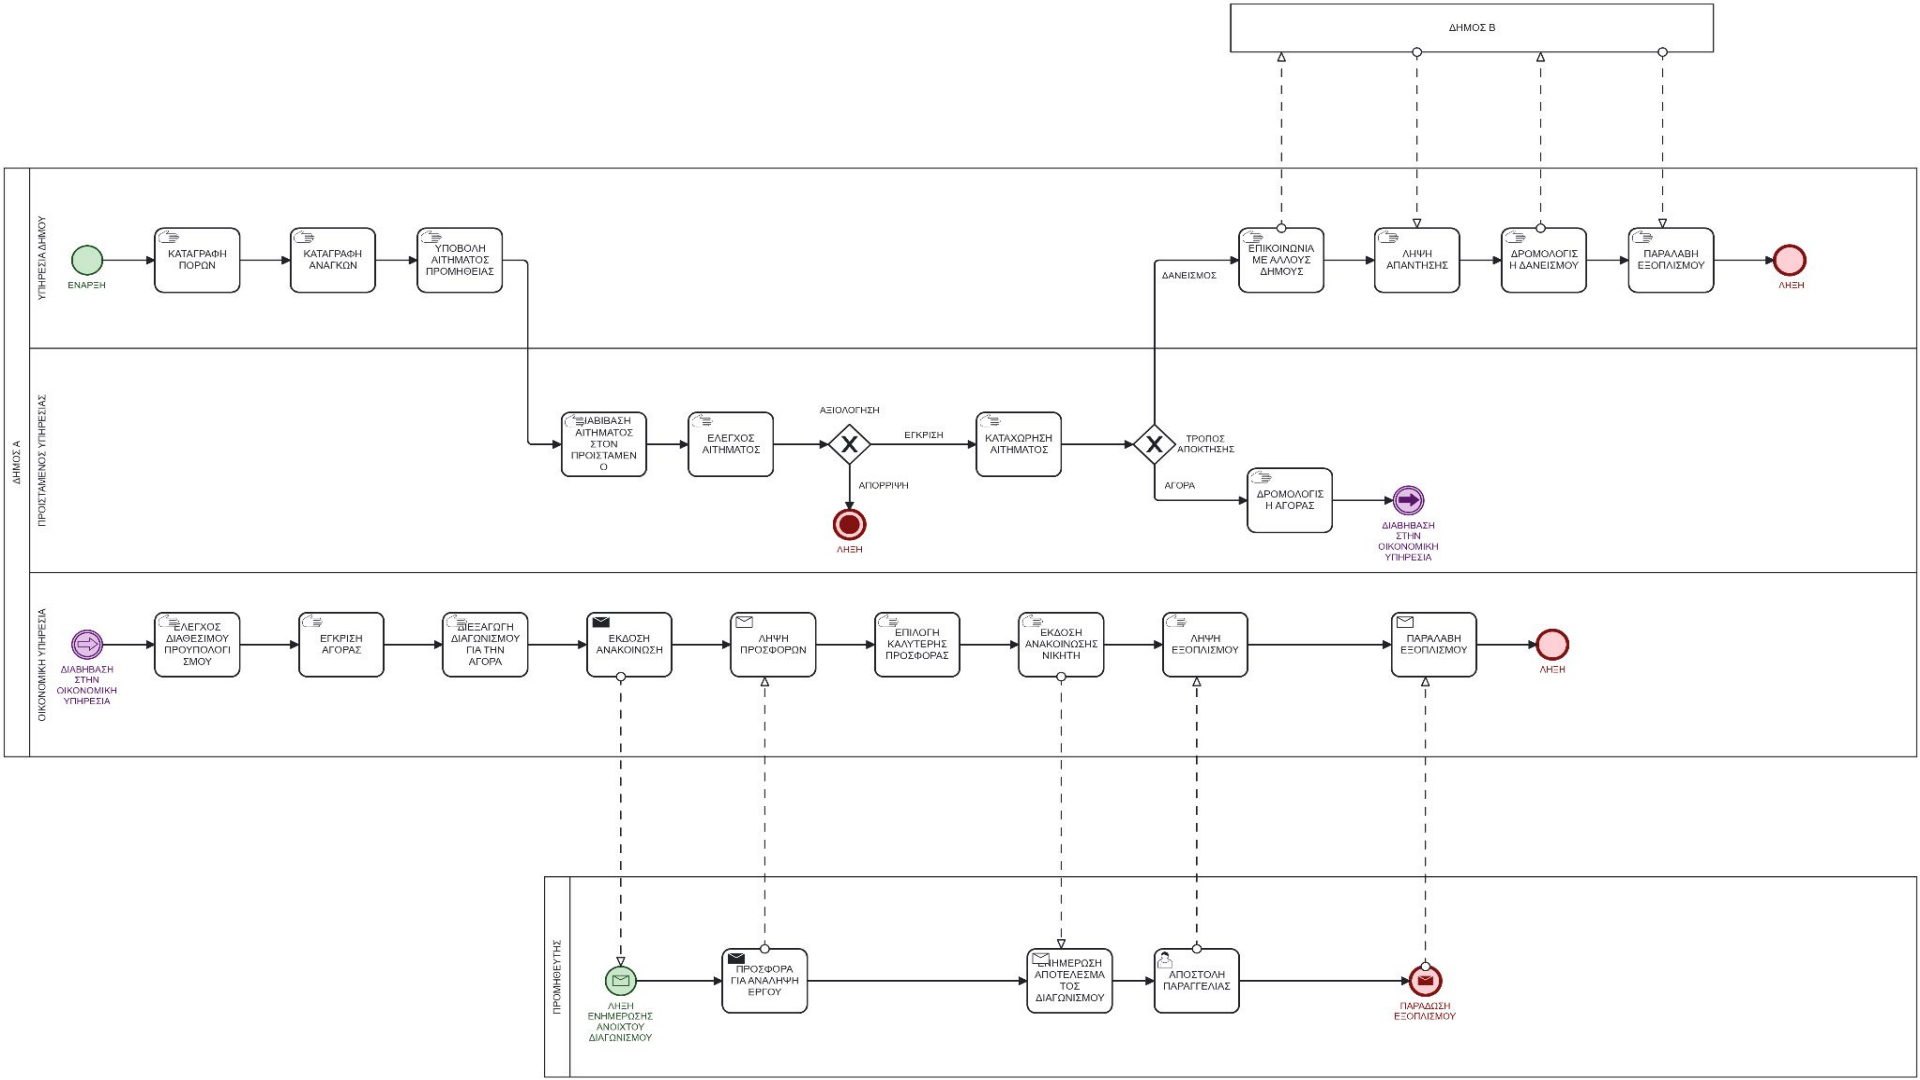 ΔΗΜΟΣ Β
ΔΗΜΟΣ Α
ΥΠΗΡΕΣΙΑ ΔΗΜΟΥ
ΕΝΑΡΞΗ
ΚΑΤΑΓΡΑΦΗ
ΠΟΡΩΝ
ΚΑΤΑΓΡΑΦΗ
ΑΝΑΓΚΩΝ
ΥΠΟΒΟΛΗ
ΑΙΤΗΜΑΤΟΣ
ΠΡΟΜΗΘΕΙΑΣ
ΔΑΝΕΙΣΜΟΣ
ΕΠΙΚΟΙΝΩΝΙΑ
ΜΕ ΑΛΛΟΥΣ
ΔΗΜΟΥΣ
ΛΗΨΗ
ΑΠΑΝΤΗΣΗΣ
ΔΡΟΜΟΛΟΓΙΣ
Η ΔΑΝΕΙΣΜΟΥ
ΠΑΡΑΛΑΒΗ
ΕΞΟΠΛΙΣΜΟΥ
ΛΗΞΗ
ΠΡΟΙΣΤΑΜΕΝΟΣ ΥΠΗΡΕΣΙΑΣ
ΔΙΑΒΙΒΑΣΗ
ΑΙΤΗΜΑΤΟΣ
ΣΤΟΝ
ΠΡΟΙΣΤΑΜΕΝ
Ο
ΕΛΕΓΧΟΣ
ΑΙΤΗΜΑΤΟΣ
ΑΞΙΟΛΟΓΗΣΗ
ΕΓΚΡΙΣΗ
ΑΠΟΡΡΙΨΗ
ΛΗΞΗ
ΚΑΤΑΧΩΡΗΣΗ
ΑΙΤΗΜΑΤΟΣ
ΤΡΟΠΟΣ
ΑΠΟΚΤΗΣΗΣ
ΑΓΟΡΑ
ΔΡΟΜΟΛΟΓΙΣ
Η ΑΓΟΡΑΣ
ΔΙΑΒΗΒΑΣΗ
ΣΤΗΝ
ΟΙΚΟΝΟΜΙΚΗ
ΥΠΗΡΕΣΙΑ
ΟΙΚΟΝΟΜΙΚΗ ΥΠΗΡΕΣΙΑ
ΔΙΑΒΗΒΑΣΗ
ΣΤΗΝ
ΟΙΚΟΝΟΜΙΚΗ
ΥΠΗΡΕΣΙΑ
ΕΛΕΓΧΟΣ
ΔΙΑΘΕΣΙΜΟΥ
ΠΡΟΥΠΟΛΟΓΙ
ΣΜΟΥ
ΕΓΚΡΙΣΗ
ΑΓΟΡΑΣ
ΔΙΕΞΑΓΩΓΗ
ΔΙΑΓΩΝΙΣΜΟΥ
ΓΙΑ ΤΗΝ
ΑΓΟΡΑ
ΕΚΔΟΣΗ
ΑΝΑΚΟΙΝΩΣΗ
ΛΗΨΗ
ΠΡΟΣΦΟΡΩΝ
ΕΠΙΛΟΓΗ
ΚΑΛΥΤΕΡΗΣ
ΠΡΟΣΦΟΡΑΣ
ΕΚΔΟΣΗ
ΑΝΑΚΟΙΝΩΣΗΣ
ΝΙΚΗΤΗ
ΛΗΨΗ
ΕΞΟΠΛΙΣΜΟΥ
ΠΑΡΑΛΑΒΗ
ΕΞΟΠΛΙΣΜΟΥ
ΛΗΞΗ
ΠΡΟΜΗΘΕΥΤΗΣ
ΛΗΞΗ
ΕΝΗΜΕΡΩΣΗΣ
ΑΝΟΙΧΤΟΥ
ΔΙΑΓΩΝΙΣΜΟΥ
ΠΡΟΣΦΟΡΑ
ΓΙΑ ΑΝΑΛΗΨΗ
ΕΡΓΟΥ
ΕΝΗΜΕΡΩΣΗ
ΑΠΟΤΕΛΕΣΜΑ
ΤΟΣ
ΔΙΑΓΩΝΙΣΜΟΥ
ΑΠΟΣΤΟΛΗ
ΠΑΡΑΓΓΕΛΙΑΣ
ΠΑΡΑΔΩΣΗ
ΕΞΟΠΛΙΣΜΟΥ